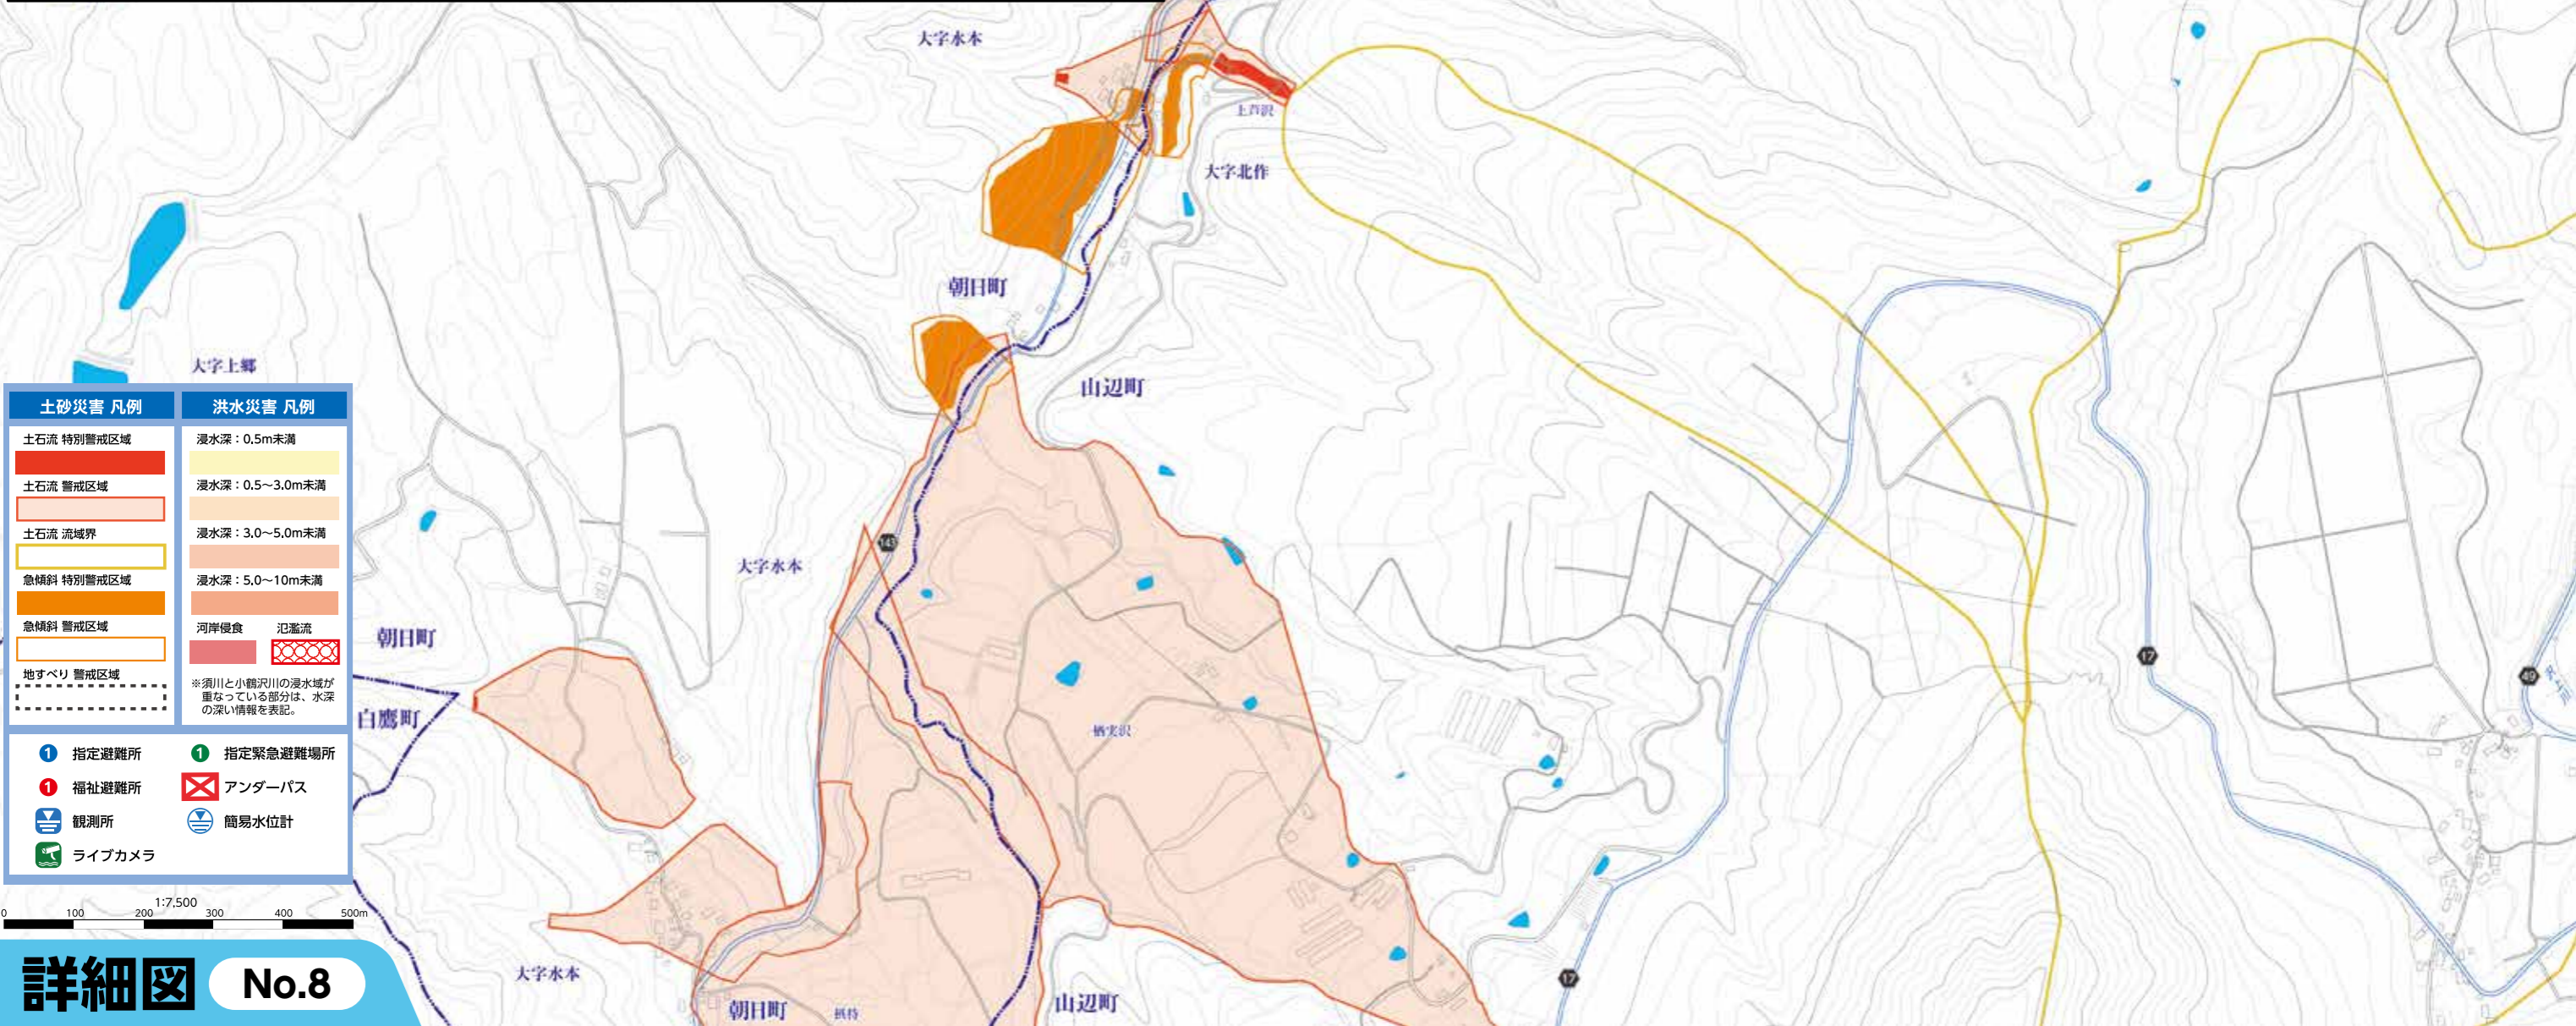 大字水本
上芦沢
大字北作
朝日町
大字上郷
山辺町
土砂災害 凡例
洪水災害 凡例
土石流 特別警戒区域
浸水深：0.5m未満
土石流 警戒区域
浸水深：0.5〜3.0m未満
土石流 流域界
浸水深：3.0〜5.0m未満
急傾斜 特別警戒区域
浸水深：5.0〜10m未満
急傾斜 警戒区域
河岸侵食
氾濫流
地すべり 警戒区域
※須川と小鶴沢川の浸水域が
重なっている部分は、水深
の深い情報を表記。
143
大字水本
朝日町
白鷹町
17
49
栖実沢
1 指定避難所
1 指定緊急避難場所
1 福祉避難所
アンダーパス
観測所
簡易水位計
ライブカメラ
1:7,500
0 100 200 300 400 500m
詳細図 No.8
大字水本
17
朝日町
山辺町